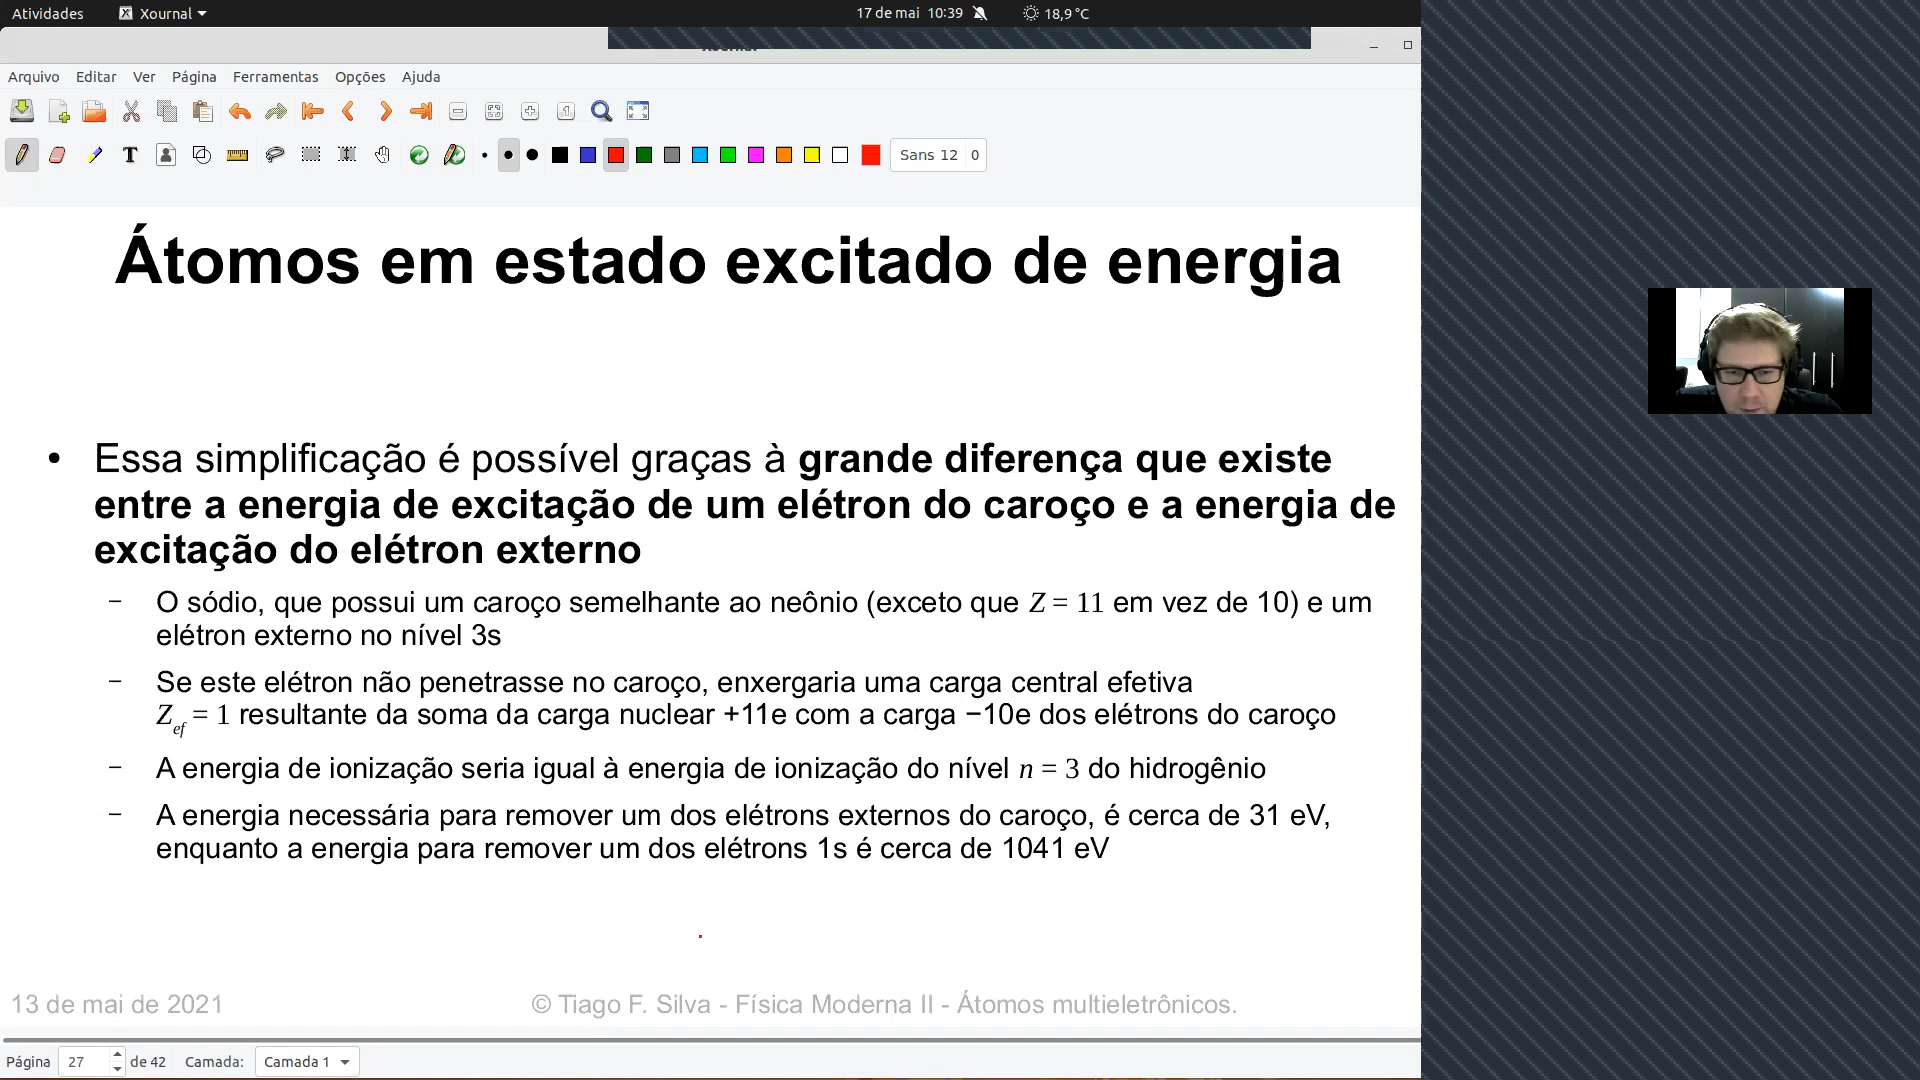 Atividades Xournal 17 de mai 10:39 18,9 °C
Arquivo Editar Ver Página Ferramentas Opções Ajuda
Sans 12 0
Átomos em estado excitado de energia
• Essa simplificação é possível graças à grande diferença que existe
entre a energia de excitação de um elétron do caroço e a energia de
excitação do elétron externo
– O sódio, que possui um caroço semelhante ao neônio (exceto que Z = 11 em vez de 10) e um
elétron externo no nível 3s
– Se este elétron não penetrasse no caroço, enxergaria uma carga central efetiva
Zef = 1 resultante da soma da carga nuclear +11e com a carga −10e dos elétrons do caroço
– A energia de ionização seria igual à energia de ionização do nível n = 3 do hidrogênio
– A energia necessária para remover um dos elétrons externos do caroço, é cerca de 31 eV,
enquanto a energia para remover um dos elétrons 1s é cerca de 1041 eV
13 de mai de 2021 © Tiago F. Silva - Física Moderna II - Átomos multieletrônicos.
Página 27 de 42 Camada: Camada 1